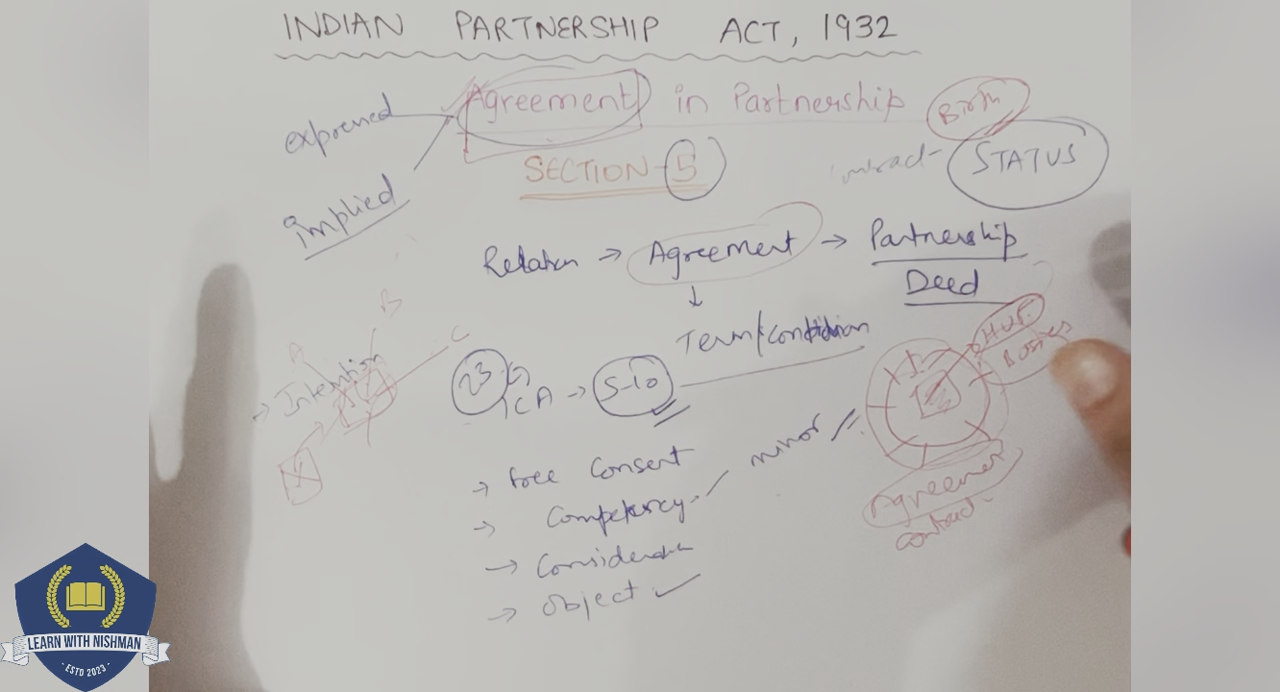 INDIAN PARTNERSHIP ACT, 1932
expressed
Agreement in Partnership
Birth
SECTION-5
STATUS
implied
Relation → Agreement → Partnership
Deed
↓
Term/condition
H.U.F.
Business
A
B
C
→ Intention
23
ICA → S-10
→ free Consent
→ Competency
minor
→ Consideration
→ Object ✓
Agreement
contract
LEARN WITH NISHMAN
- ESTD 2023 -